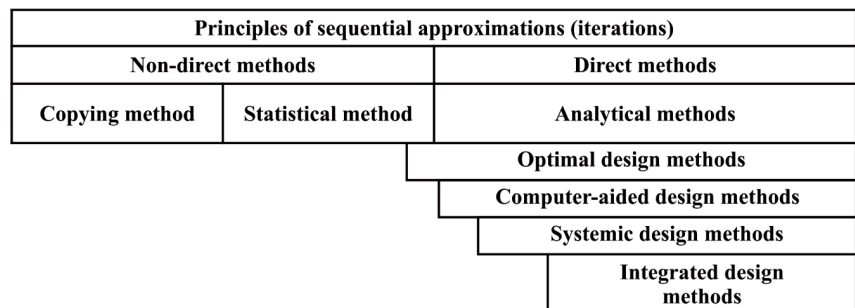 Principles of sequential approximations (iterations)
Non-direct methods
Direct methods
Copying method
Statistical method
Analytical methods
Optimal design methods
Computer-aided design methods
Systemic design methods
Integrated design
methods